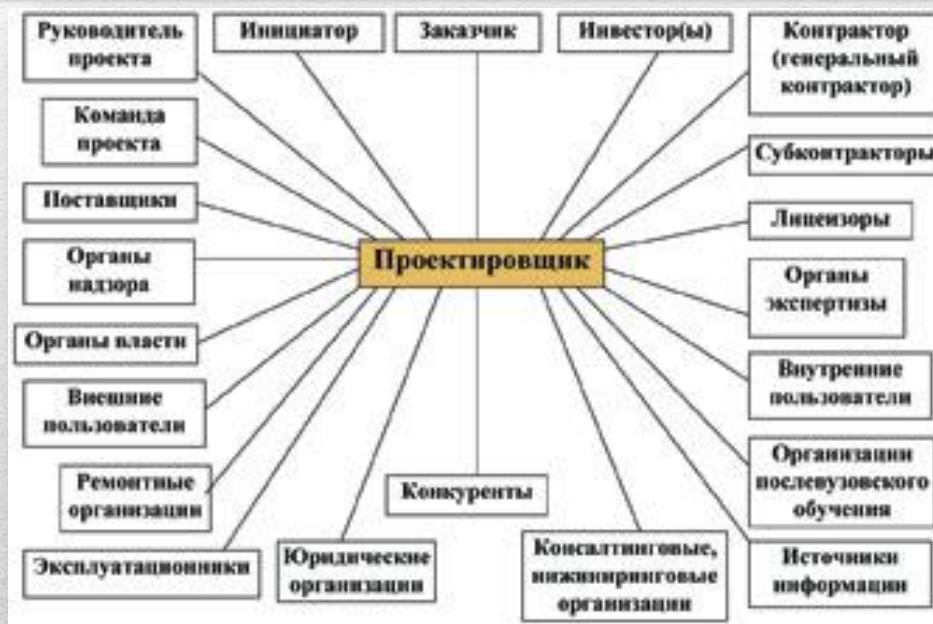 Руководитель
проекта
Инициатор
Заказчик
Инвестор(ы)
Контрактор
(генеральный
контрактор)
Команда
проекта
Субконтракторы
Поставщики
Лицензоры
Органы
надзора
Проектировщик
Органы
экспертизы
Органы власти
Внутренние
пользователи
Внешние
пользователи
Организации
послевузовского
обучения
Ремонтные
организации
Конкуренты
Эксплуатационники
Юридические
организации
Консалтинговые,
инжиниринговые
организации
Источники
информации